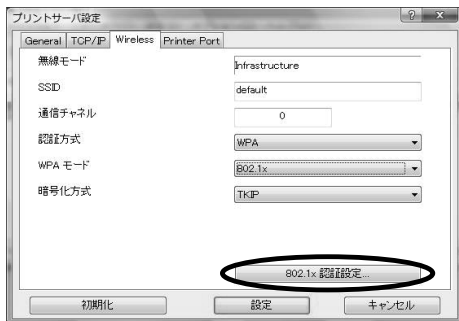 プリントサーバ設定
General TCP/IP Wireless Printer Port
無線モード Infrastructure
SSID default
通信チャネル 0
認証方式 WPA
WPA モード 802.1x
暗号化方式 TKIP
802.1x 認証設定...
初期化 設定 キャンセル